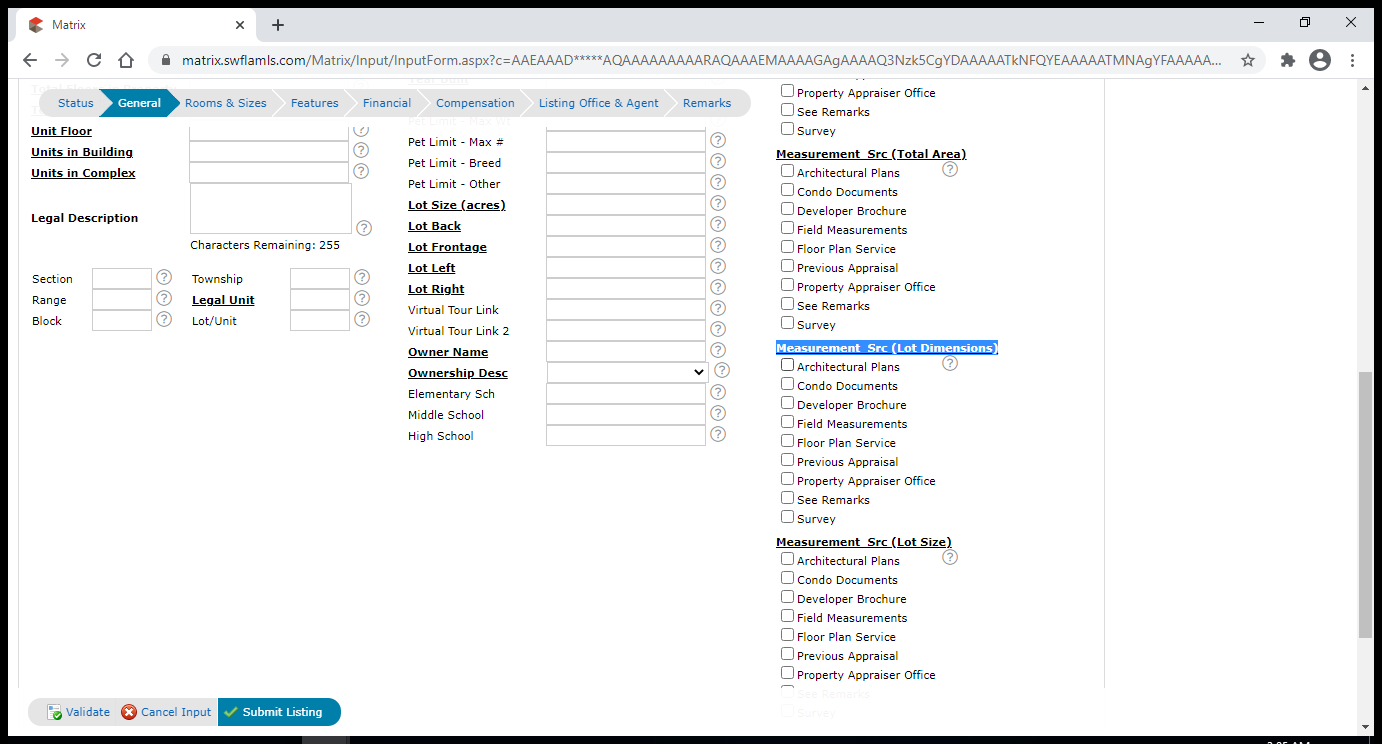 Matrix
matrix.swflamls.com/Matrix/Input/InputForm.aspx?c=AAEAAAD*****AQAAAAAAAAARAQAAAEMAAAAGAgAAAAQ3Nzk5CgYDAAAAATkNFQYEAAAAATMNAgYFAAAAA...
Status
General
Rooms & Sizes
Features
Financial
Compensation
Listing Office & Agent
Remarks
Unit Floor
Units in Building
Units in Complex
Legal Description
Characters Remaining: 255
Section
Township
Range
Legal Unit
Block
Lot/Unit
Pet Limit - Max Wt
Pet Limit - Max #
Pet Limit - Breed
Pet Limit - Other
Lot Size (acres)
Lot Back
Lot Frontage
Lot Left
Lot Right
Virtual Tour Link
Virtual Tour Link 2
Owner Name
Ownership Desc
Elementary Sch
Middle School
High School
Property Appraiser Office
See Remarks
Survey
Measurement Src (Total Area)
Architectural Plans
Condo Documents
Developer Brochure
Field Measurements
Floor Plan Service
Previous Appraisal
Property Appraiser Office
See Remarks
Survey
Measurement Src (Lot Dimensions)
Architectural Plans
Condo Documents
Developer Brochure
Field Measurements
Floor Plan Service
Previous Appraisal
Property Appraiser Office
See Remarks
Survey
Measurement Src (Lot Size)
Architectural Plans
Condo Documents
Developer Brochure
Field Measurements
Floor Plan Service
Previous Appraisal
Property Appraiser Office
See Remarks
Survey
Validate
Cancel Input
Submit Listing